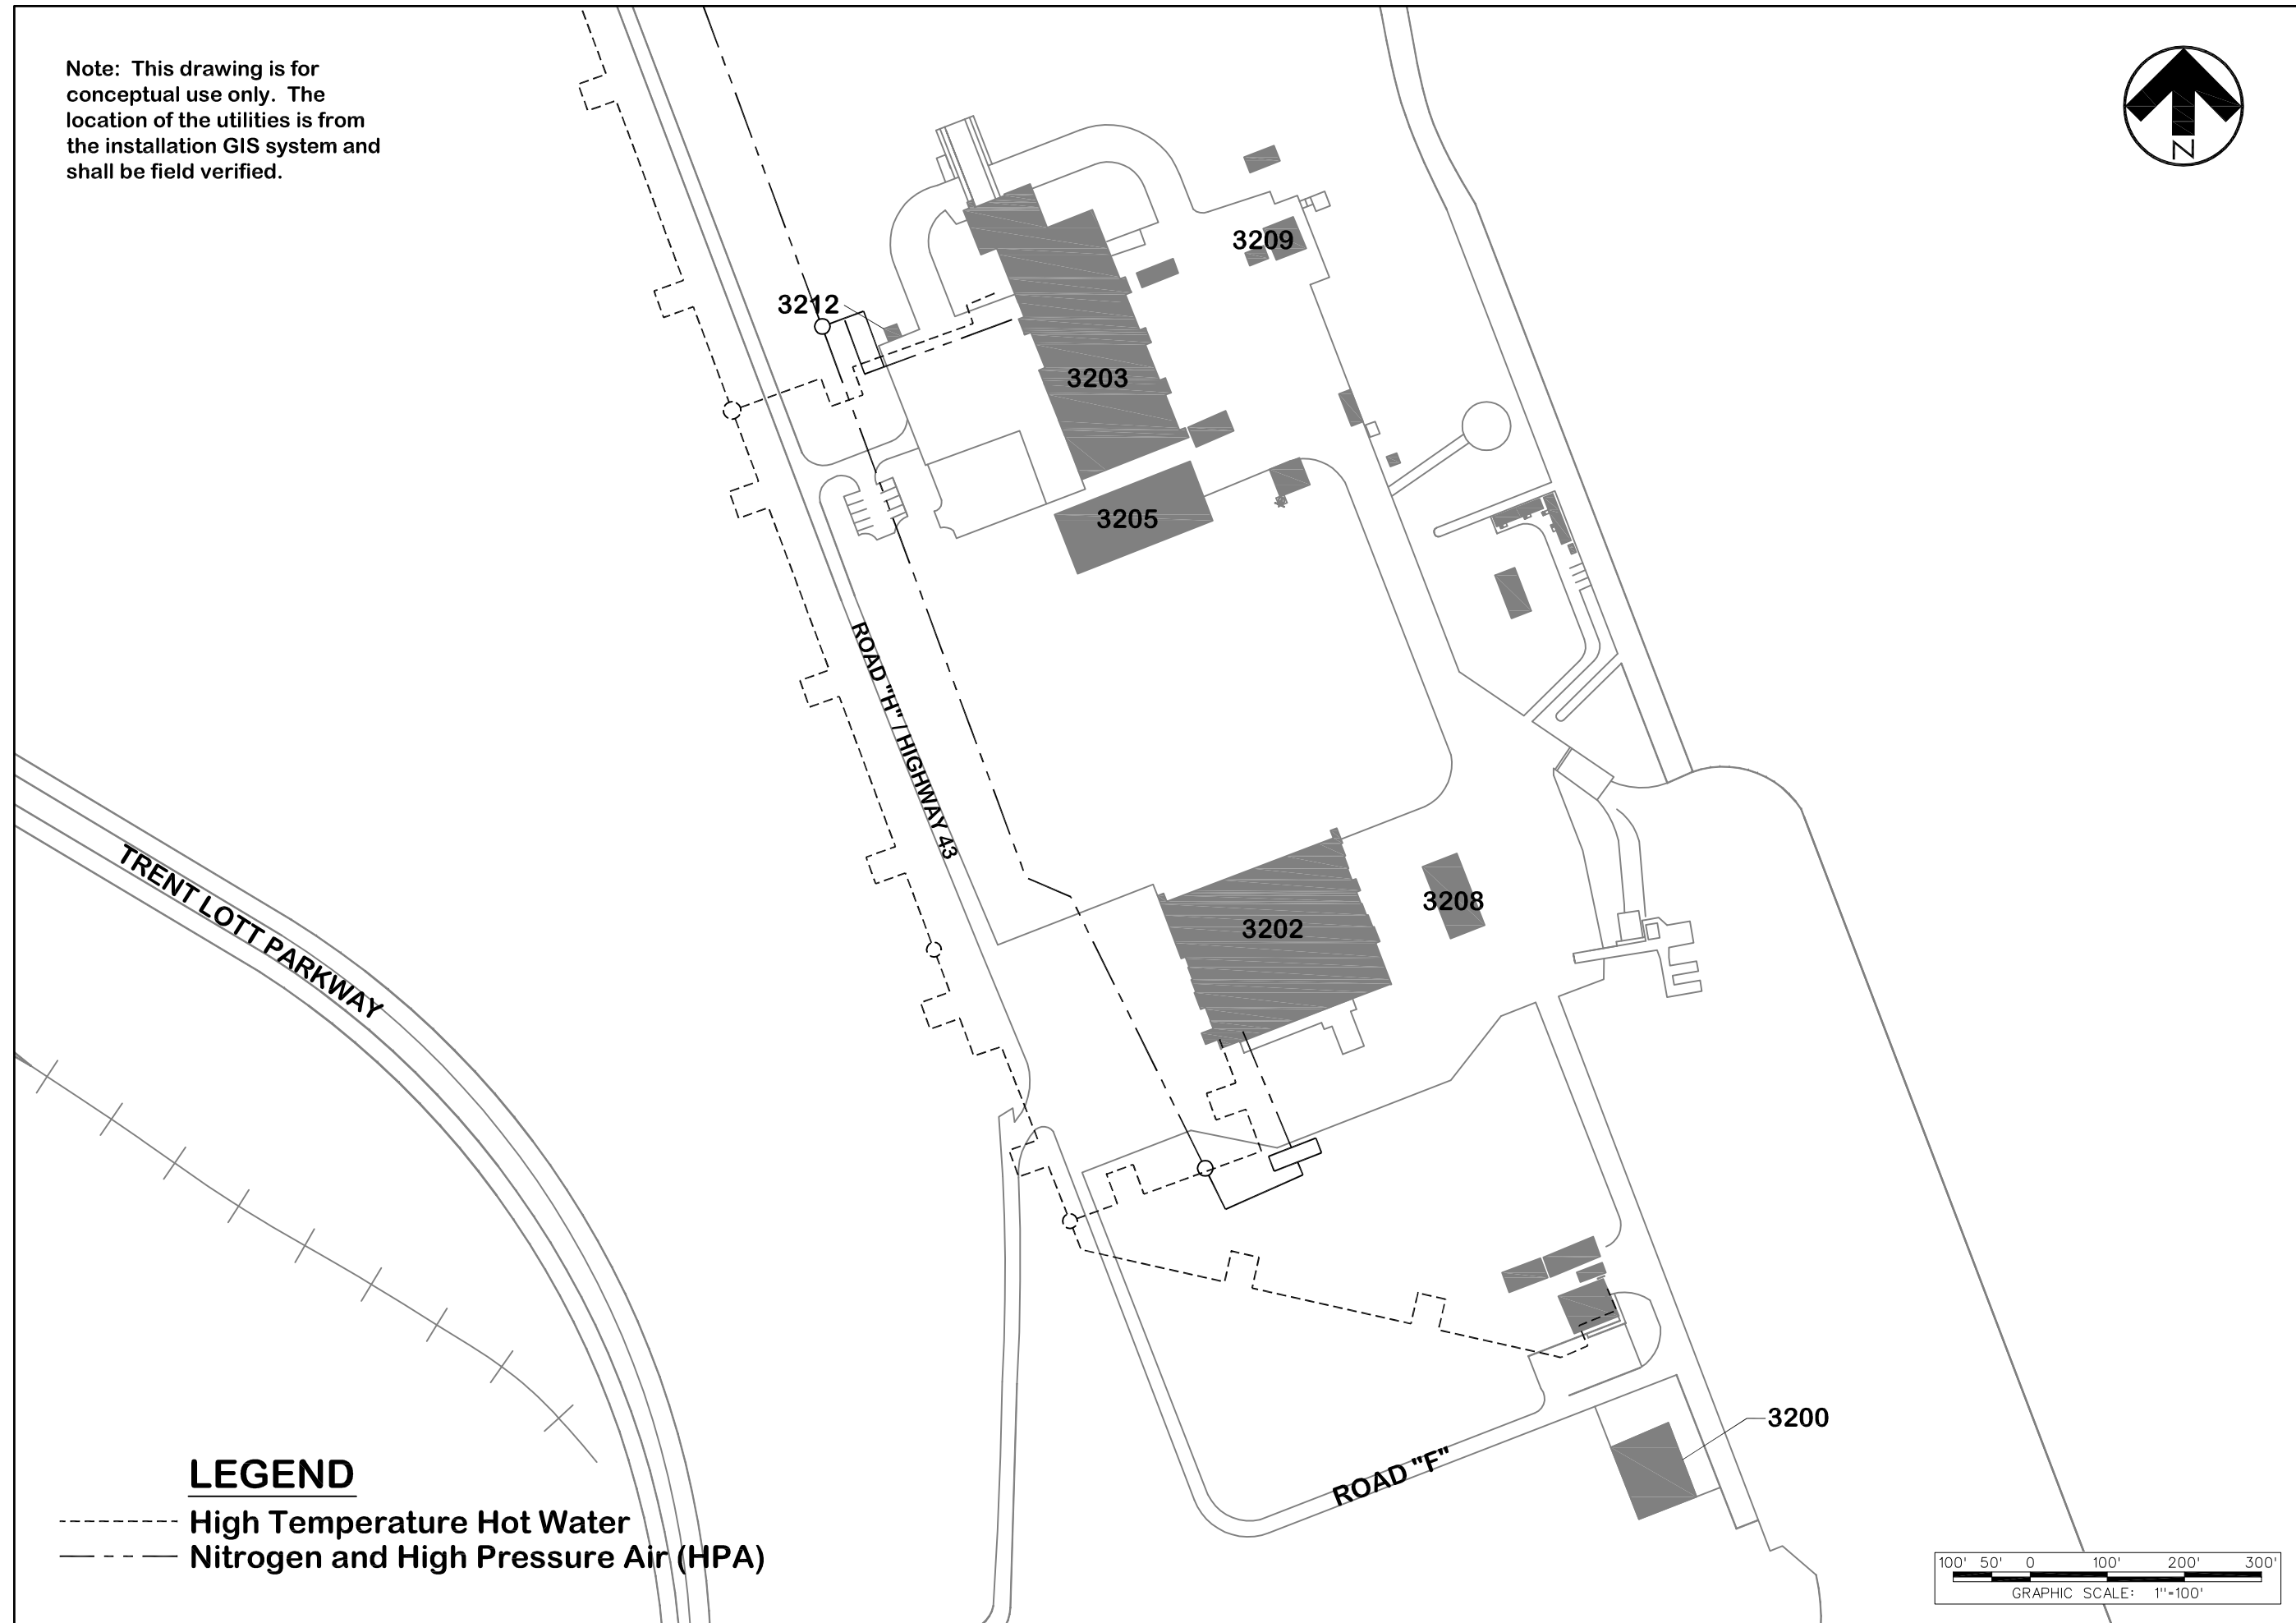 Note:  This drawing is for
conceptual use only.  The
location of the utilities is from
the installation GIS system and
shall be field verified.
N
3209
3212
3203
3205
ROAD "H" / HIGHWAY 43
TRENT LOTT PARKWAY
3208
3202
3200
ROAD "F"
LEGEND
High Temperature Hot Water
Nitrogen and High Pressure Air (HPA)
100' 50' 0 100' 200' 300'
GRAPHIC SCALE:  1"=100'